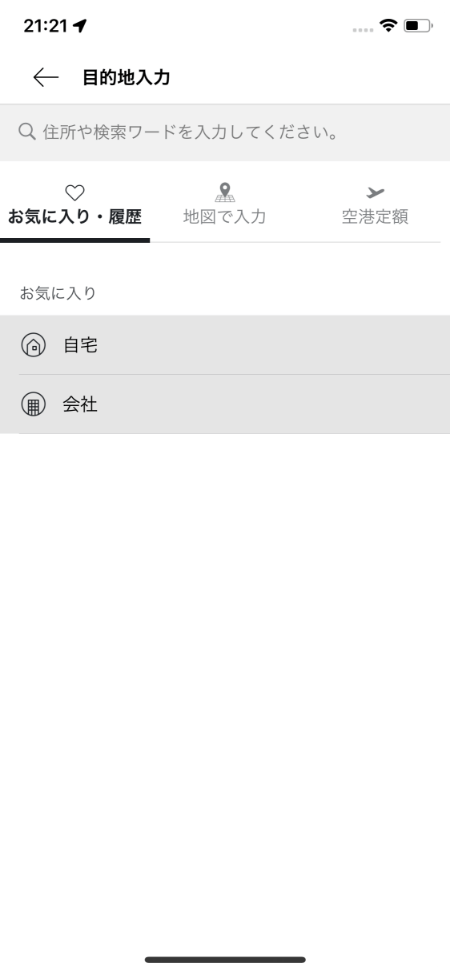 21:21
目的地入力
住所や検索ワードを入力してください。
お気に入り・履歴
地図で入力
空港定額
お気に入り
自宅
会社